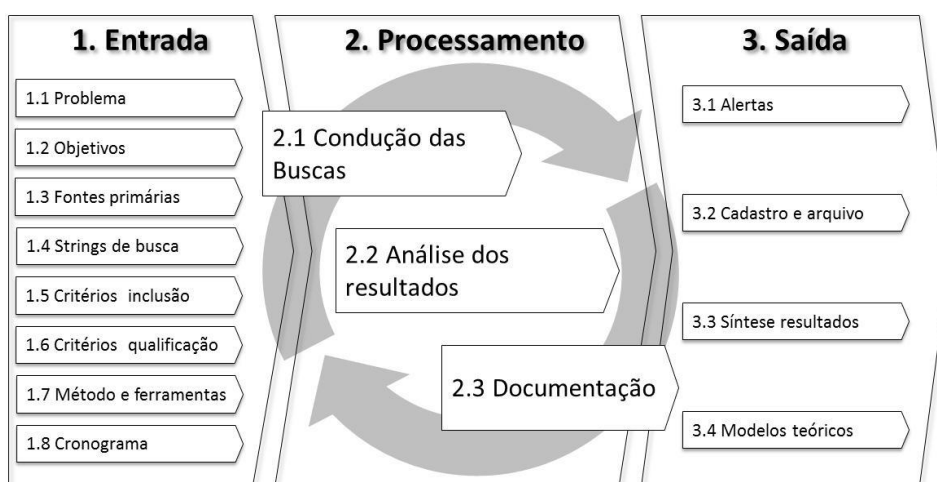 1. Entrada
1.1 Problema
1.2 Objetivos
1.3 Fontes primárias
1.4 Strings de busca
1.5 Critérios inclusão
1.6 Critérios qualificação
1.7 Método e ferramentas
1.8 Cronograma
2. Processamento
2.1 Condução das
Buscas
2.2 Análise dos
resultados
2.3 Documentação
3. Saída
3.1 Alertas
3.2 Cadastro e arquivo
3.3 Síntese resultados
3.4 Modelos teóricos